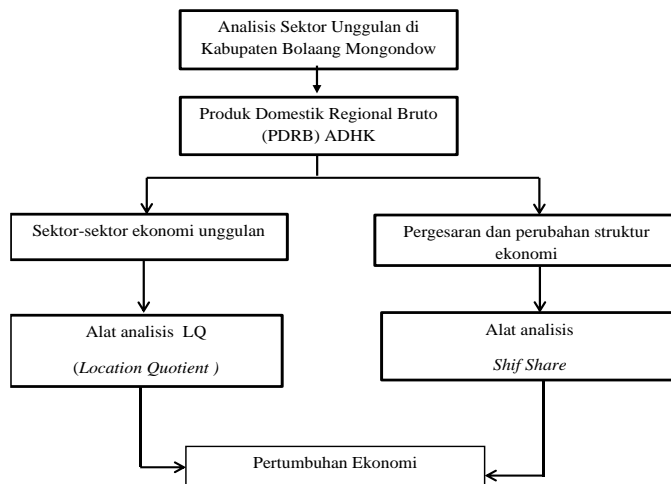 Analisis Sektor Unggulan di
Kabupaten Bolaang Mongondow
Produk Domestik Regional Bruto
(PDRB) ADHK
Sektor-sektor ekonomi unggulan
Pergesaran dan perubahan struktur
ekonomi
Alat analisis LQ
(Location Quotient )
Alat analisis
Shif Share
Pertumbuhan Ekonomi